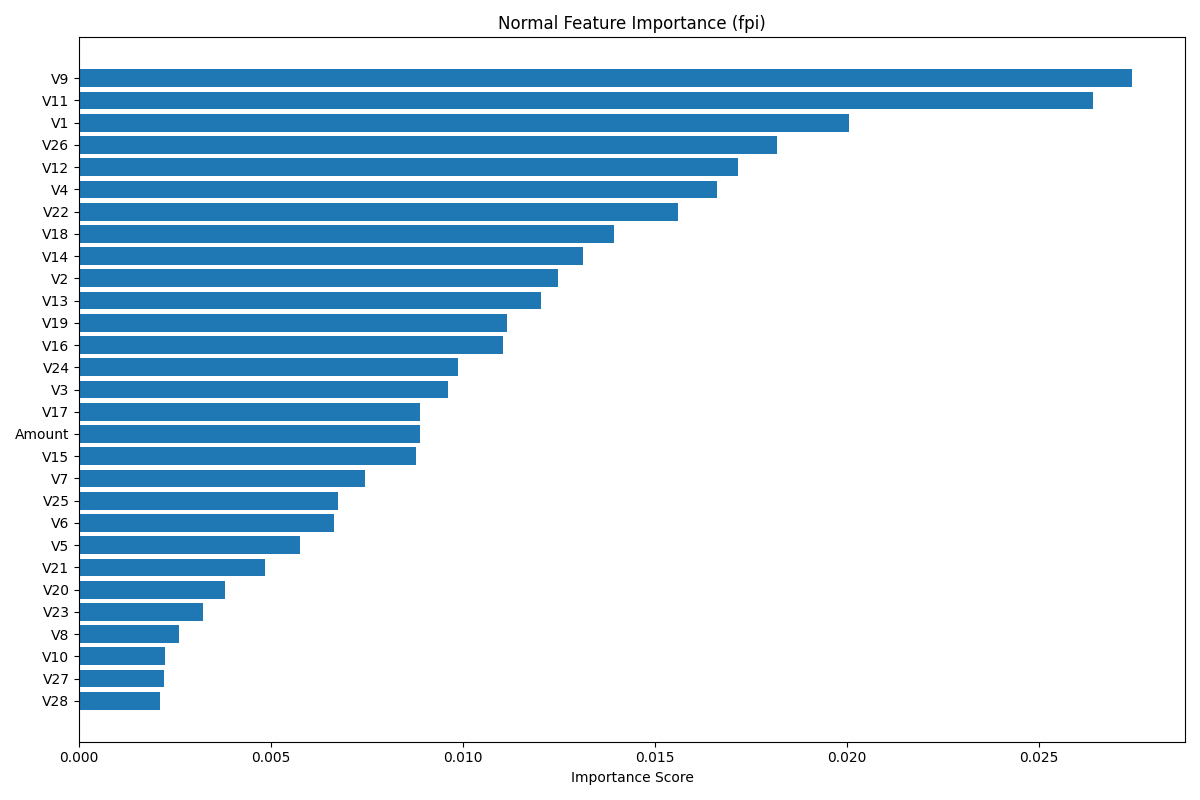 Normal Feature Importance (fpi)
V9
V11
V1
V26
V12
V4
V22
V18
V14
V2
V13
V19
V16
V24
V3
V17
Amount
V15
V7
V25
V6
V5
V21
V20
V23
V8
V10
V27
V28
0.000 0.005 0.010 0.015 0.020 0.025
Importance Score